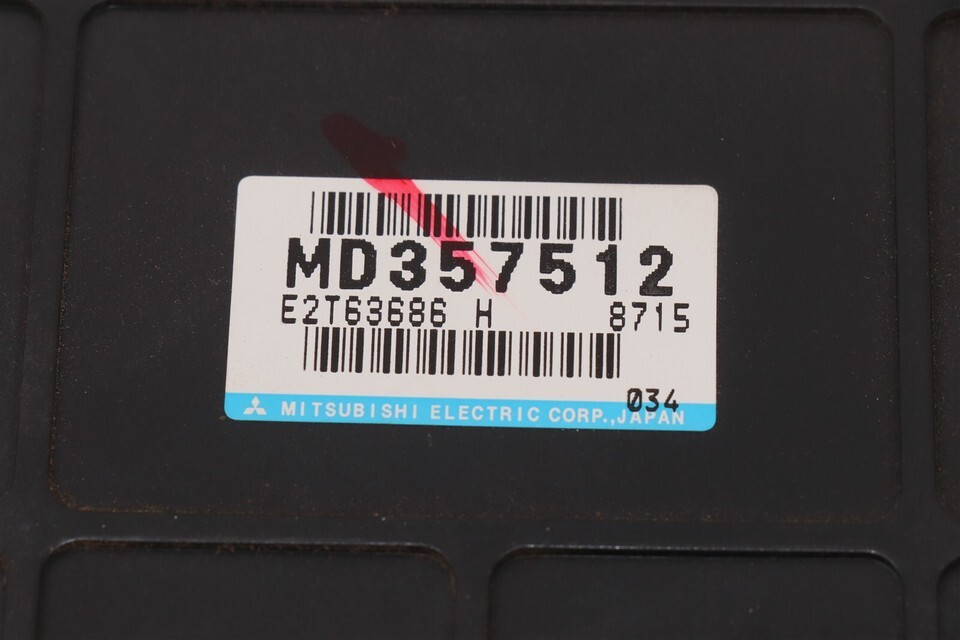 MD357512
E2T63686 H 8715
034
MITSUBISHI ELECTRIC CORP.,JAPAN